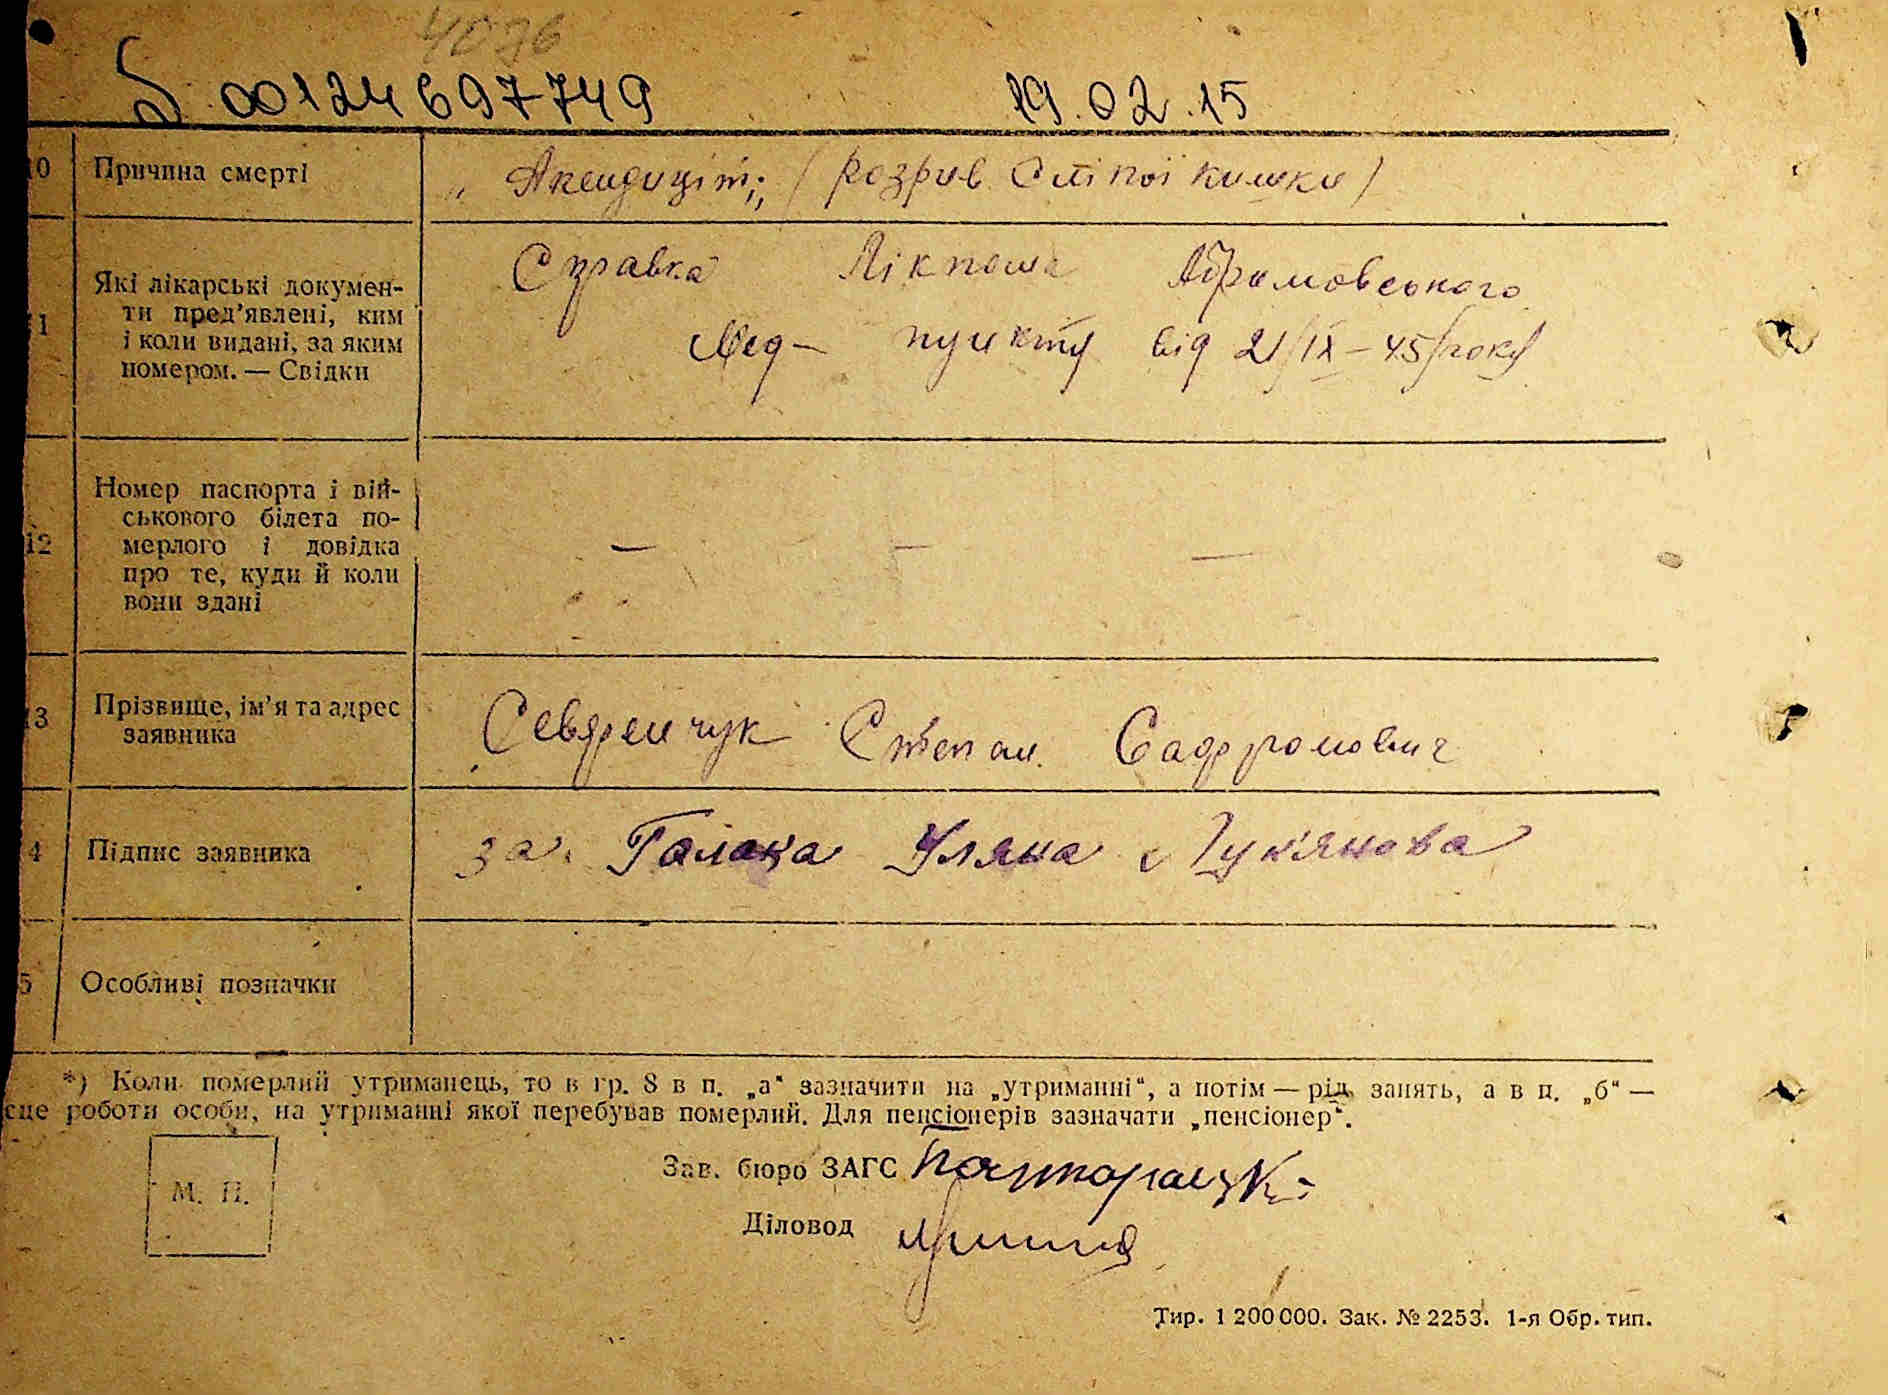 4076
00124697749 19.02.15
10 Причина смерті „Апендициіт„ (розрив Сліпої кишки)
11 Які лікарські докумен-
ти пред'явлені, ким
і коли видані, за яким
номером. — Свідки
Справка Лікпома
Мед- пункту від 21/IX-45/року
12 Номер паспорта і вій-
ськового білета по-
мерлого і довідка
про те, куди й коли
вони здані
— — —
13 Прізвище, ім'я та адрес
заявника
Степан Сафронович
14 Підпис заявника за. Уляна Лук'янова
15 Особливі позначки
*) Коли померлий утриманець, то в гр. 8 в п. „а“ зазначити на „утриманні“, а потім — рід занять, а в п. „б“ —
сце роботи особи, на утриманні якої перебував померлий. Для пенсіонерів зазначати „пенсіонер“.
М. П.
Зав. бюро ЗАГС
Діловод
Тир. 1 200 000. Зак. № 2253. 1-я Обр. тип.